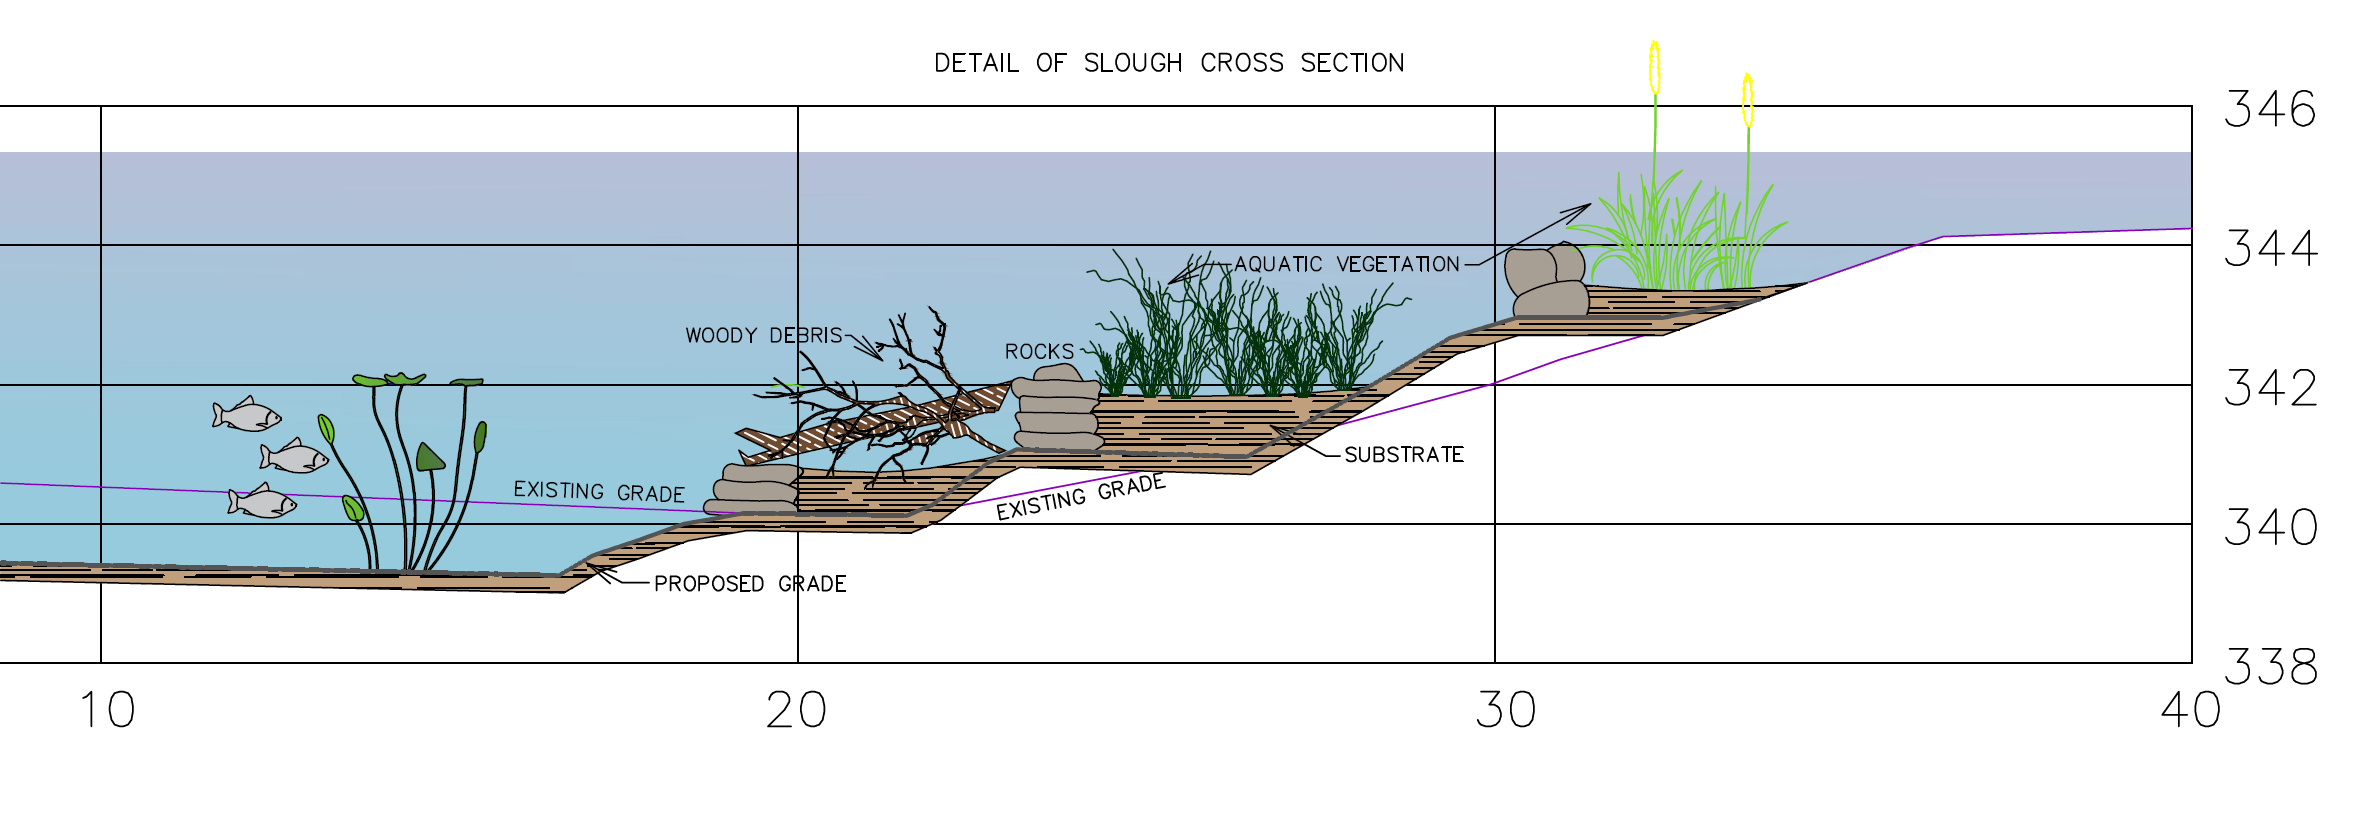 DETAIL OF SLOUGH CROSS SECTION
346
344
AQUATIC VEGETATION
WOODY DEBRIS
ROCKS
342
SUBSTRATE
EXISTING GRADE
EXISTING GRADE
340
PROPOSED GRADE
338
10
20
30
40